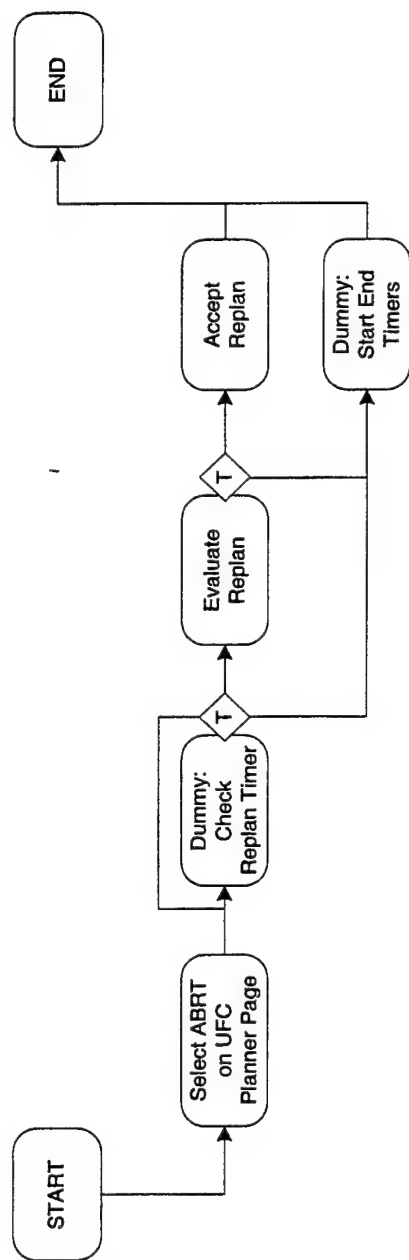 START
Select ABRT
on UFC
Planner Page
Dummy:
Check
Replan Timer
T
Evaluate
Replan
T
Accept
Replan
Dummy:
Start End
Timers
END